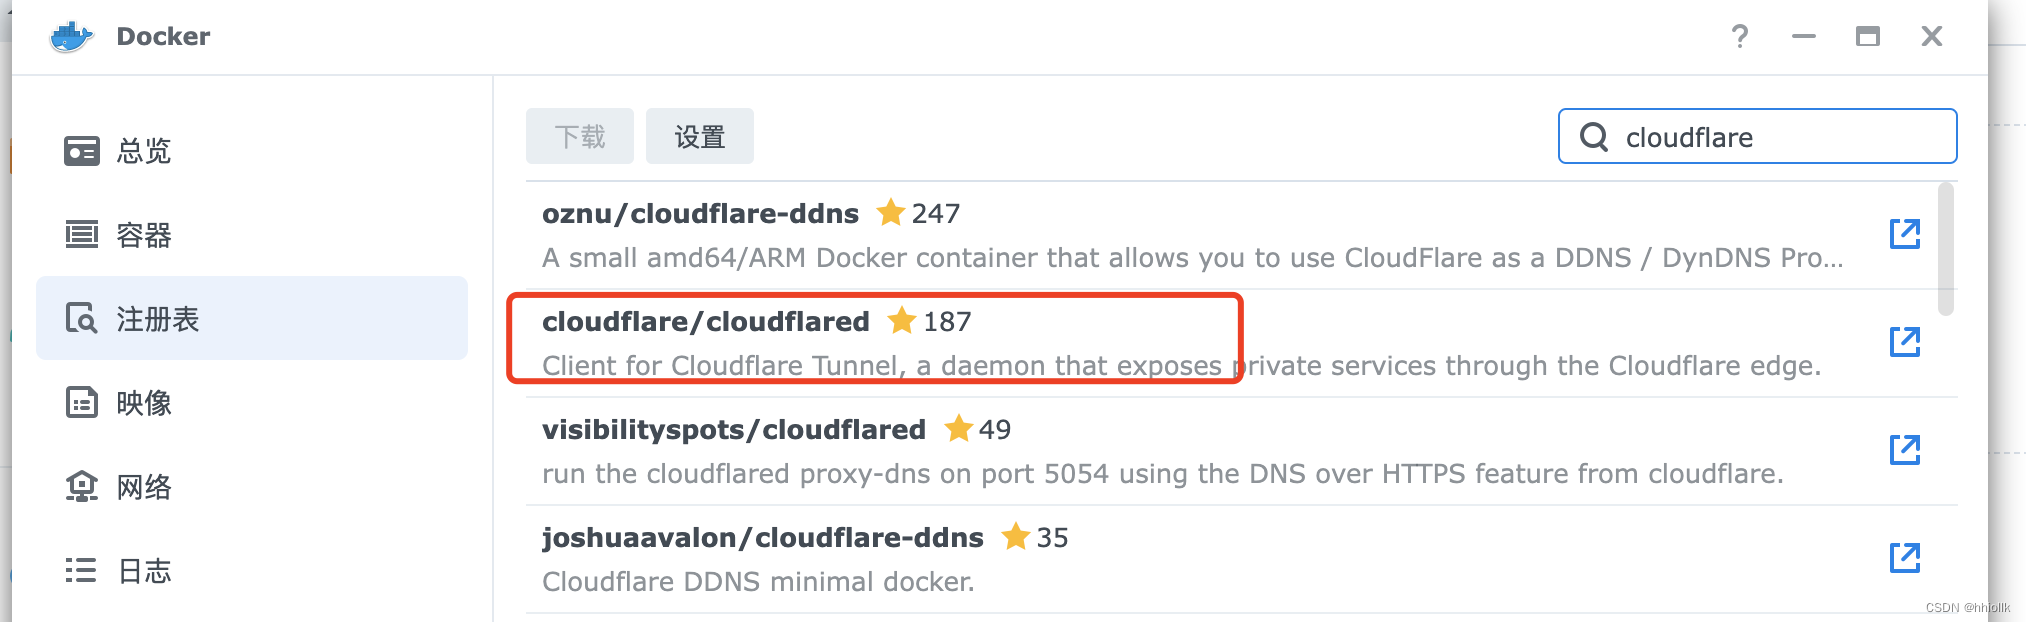 Docker
总览
容器
注册表
映像
网络
日志
下载 设置
cloudflare
oznu/cloudflare-ddns 247
A small amd64/ARM Docker container that allows you to use CloudFlare as a DDNS / DynDNS Pro...
cloudflare/cloudflared 187
Client for Cloudflare Tunnel, a daemon that exposes private services through the Cloudflare edge.
visibilityspots/cloudflared 49
run the cloudflared proxy-dns on port 5054 using the DNS over HTTPS feature from cloudflare.
joshuaavalon/cloudflare-ddns 35
Cloudflare DDNS minimal docker.
CSDN @hhiollk